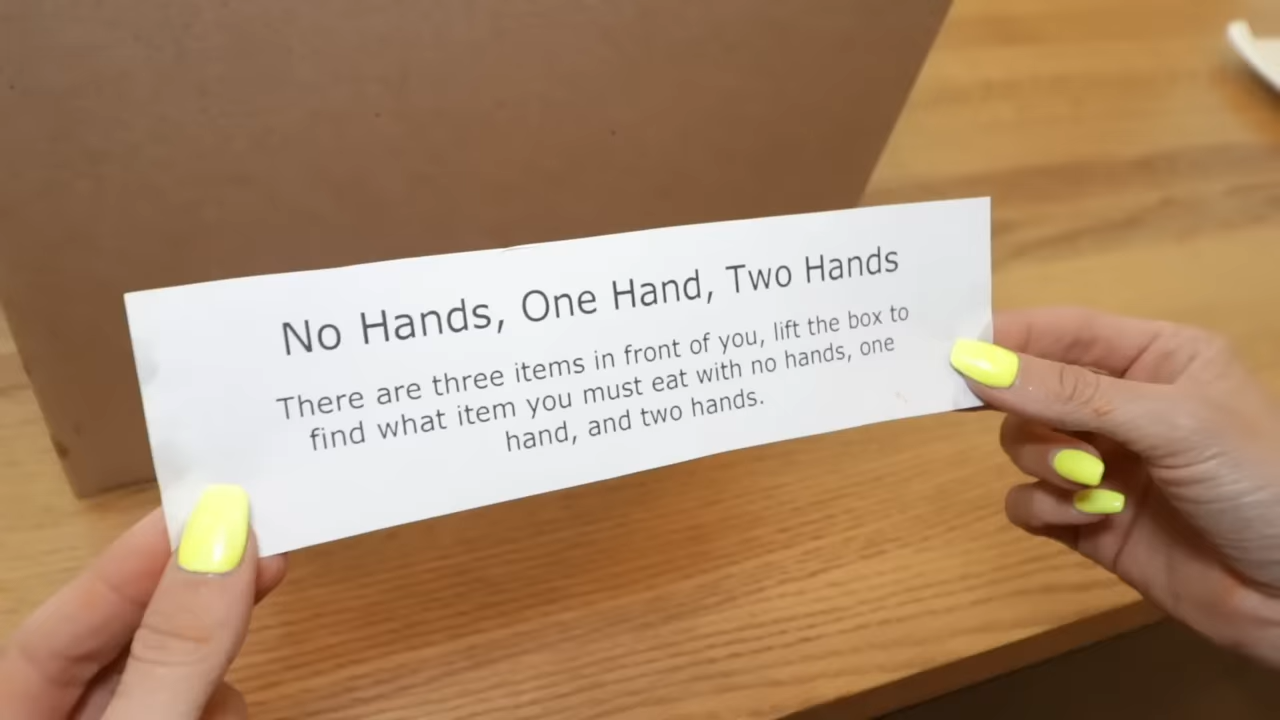 No Hands, One Hand, Two Hands
There are three items in front of you, lift the box to
find what item you must eat with no hands, one
hand, and two hands.